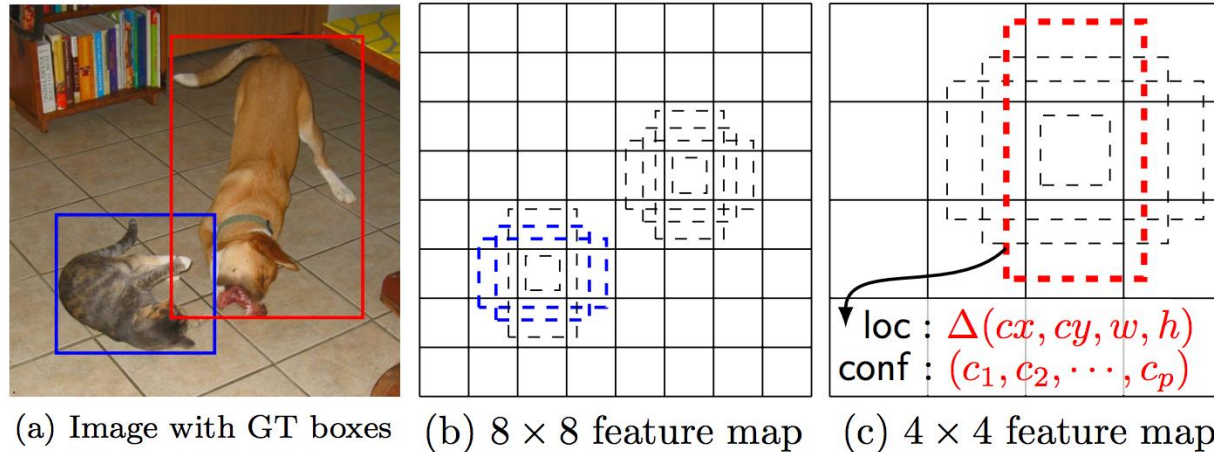 (a) Image with GT boxes
(b) 8 × 8 feature map
loc : Δ(cx, cy, w, h)
conf : (c₁, c₂, ⋯, cₚ)
(c) 4 × 4 feature map